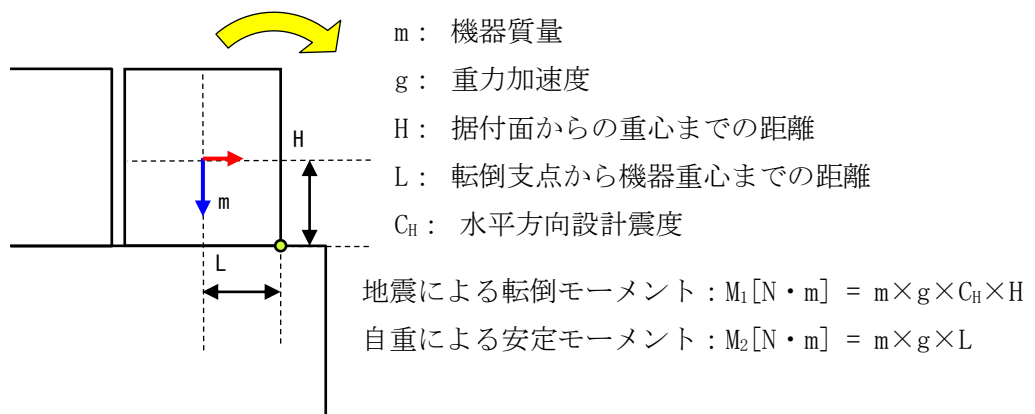 m： 機器質量
g： 重力加速度
H
H： 据付面からの重心までの距離
L： 転倒支点から機器重心までの距離
m
C_H： 水平方向設計震度
L
地震による転倒モーメント：M₁[N・m] = m×g×C_H×H
自重による安定モーメント：M₂[N・m] = m×g×L